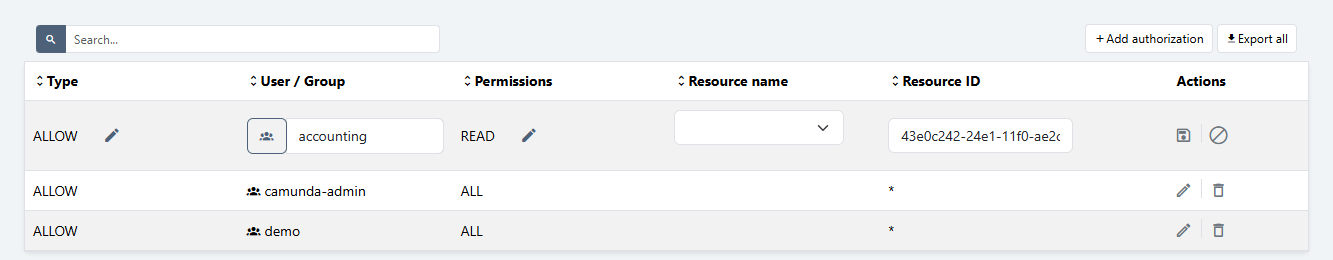 Search...
+ Add authorization
Export all
Type User / Group Permissions Resource name Resource ID Actions
ALLOW accounting READ 43e0c242-24e1-11f0-ae2
ALLOW camunda-admin ALL *
ALLOW demo ALL *